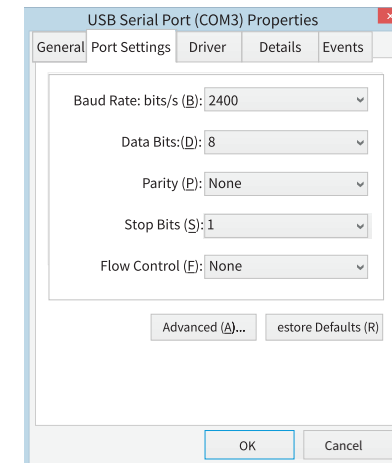 USB Serial Port (COM3) Properties
General Port Settings Driver Details Events
Baud Rate: bits/s (B): 2400
Data Bits:(D): 8
Parity (P): None
Stop Bits (S): 1
Flow Control (F): None
Advanced (A)... estore Defaults (R)
OK Cancel